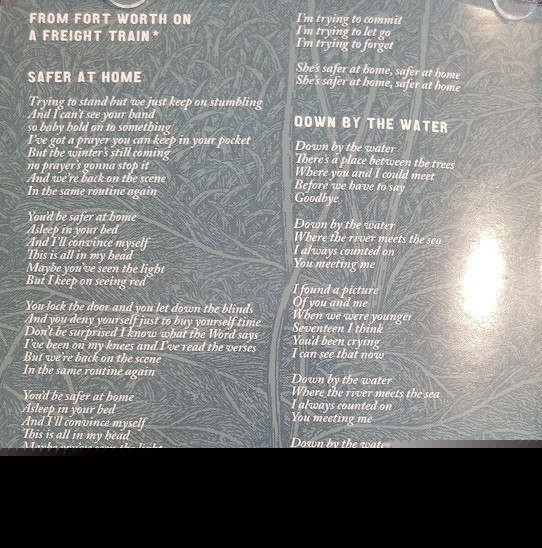 FROM FORT WORTH ON
A FREIGHT TRAIN*
SAFER AT HOME
Trying to stand but we just keep on stumbling
And I can't see your hand
so baby hold on to something
I've got a prayer you can keep in your pocket
But the winter's still coming
no prayer's gonna stop it
And we're back on the scene
In the same routine again
You'd be safer at home
Asleep in your bed
And I'll convince myself
This is all in my head
Maybe you've seen the light
But I keep on seeing red
You lock the door and you let down the blinds
And you deny yourself just to buy yourself time
Don't be surprised I know what the Word says
I've been on my knees and I've read the verses
But we're back on the scene
In the same routine again
You'd be safer at home
Asleep in your bed
And I'll convince myself
This is all in my head
Maybe you've seen the light
I'm trying to commit
I'm trying to let go
I'm trying to forget
She's safer at home, safer at home
She's safer at home, safer at home
DOWN BY THE WATER
Down by the water
There's a place between the trees
Where you and I could meet
Before we have to say
Goodbye
Down by the water
Where the river meets the sea
I always counted on
You meeting me
I found a picture
Of you and me
When we were younger
Seventeen I think
You'd been crying
I can see that now
Down by the water
Where the river meets the sea
I always counted on
You meeting me
Down by the water